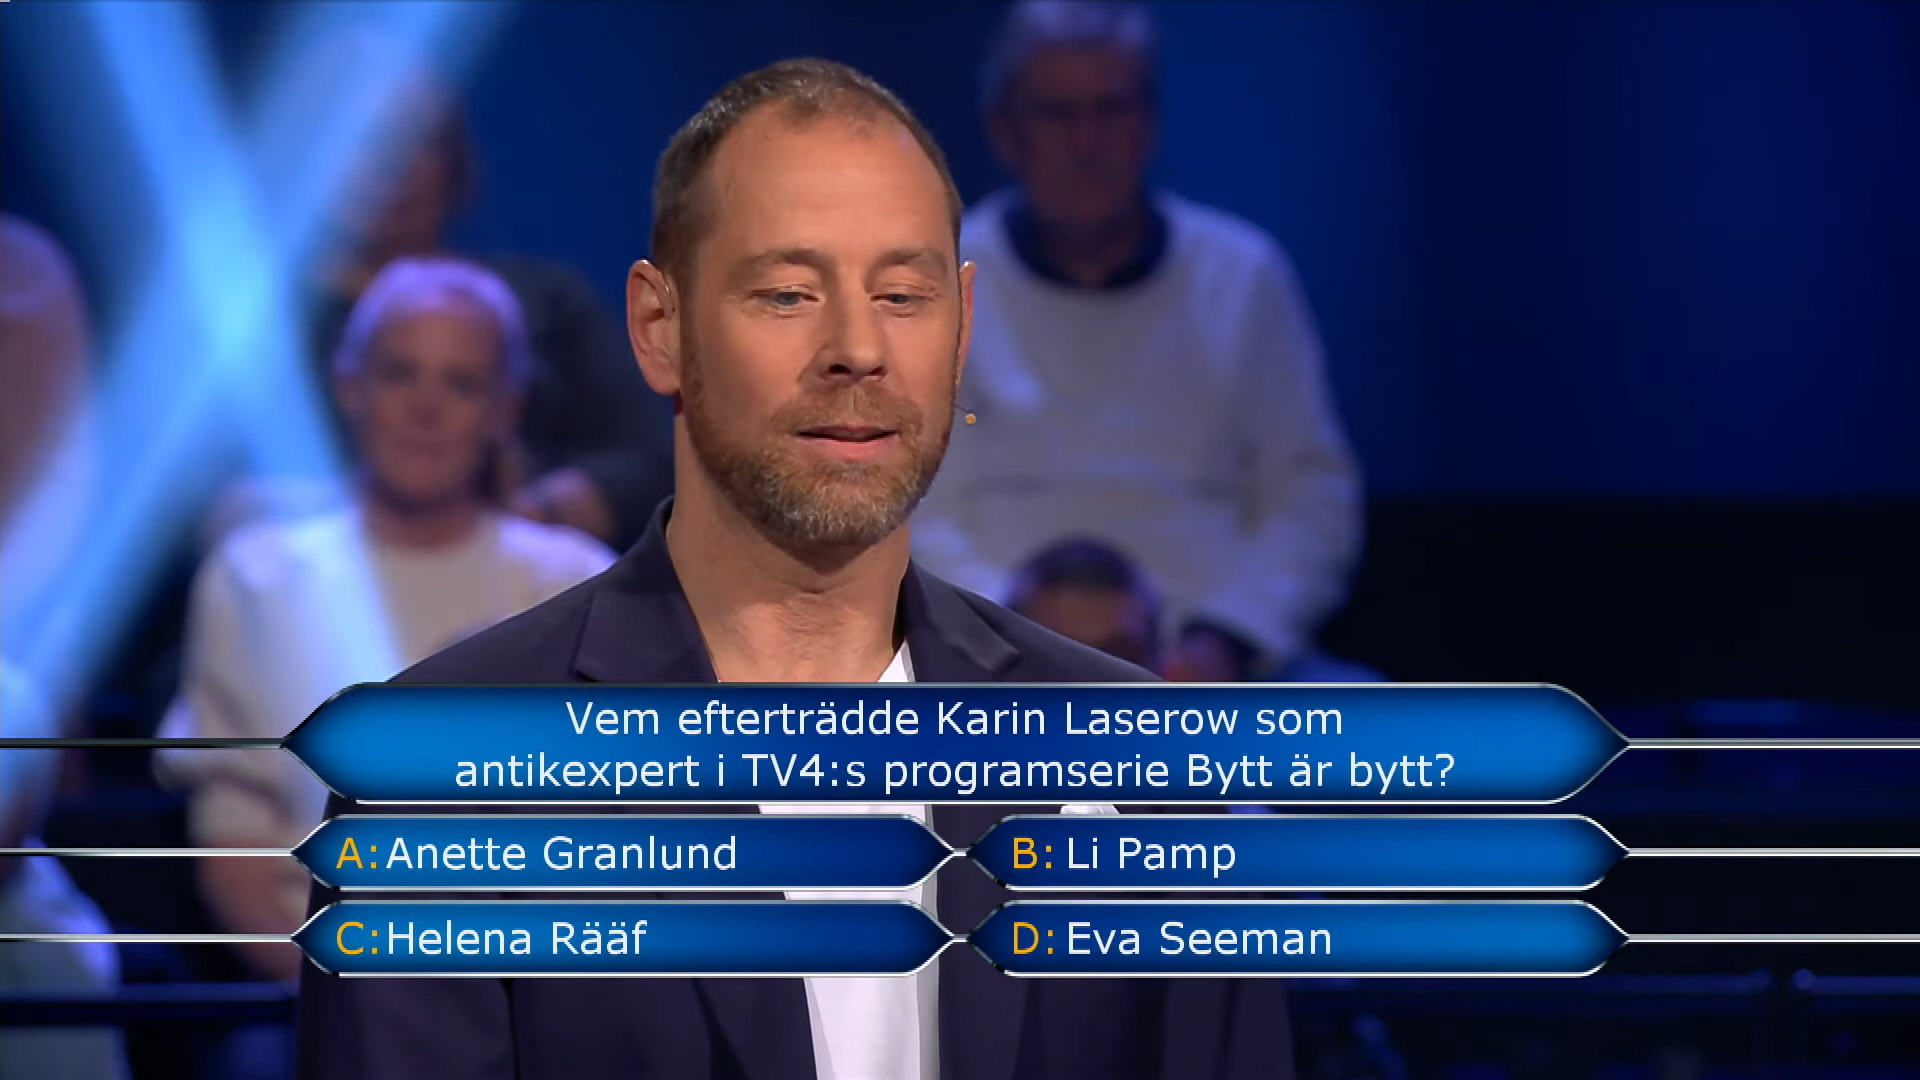 Vem efterträdde Karin Laserow som
antikexpert i TV4:s programserie Bytt är bytt?
A: Anette Granlund
B: Li Pamp
C: Helena Rääf
D: Eva Seeman